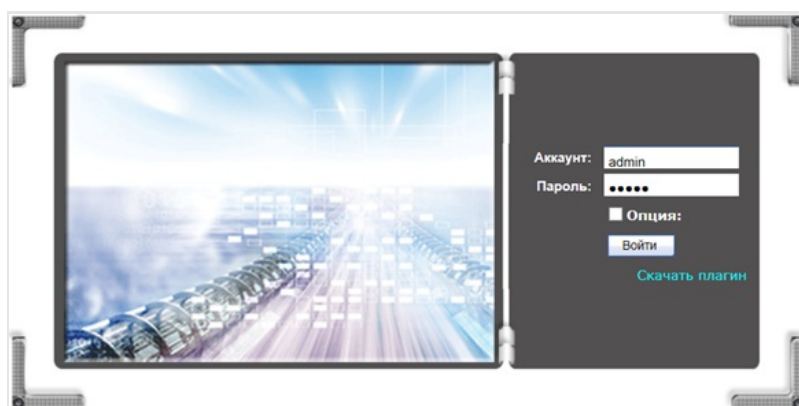 Аккаунт: admin
Пароль: •••••
Опция:
Войти
Скачать плагин